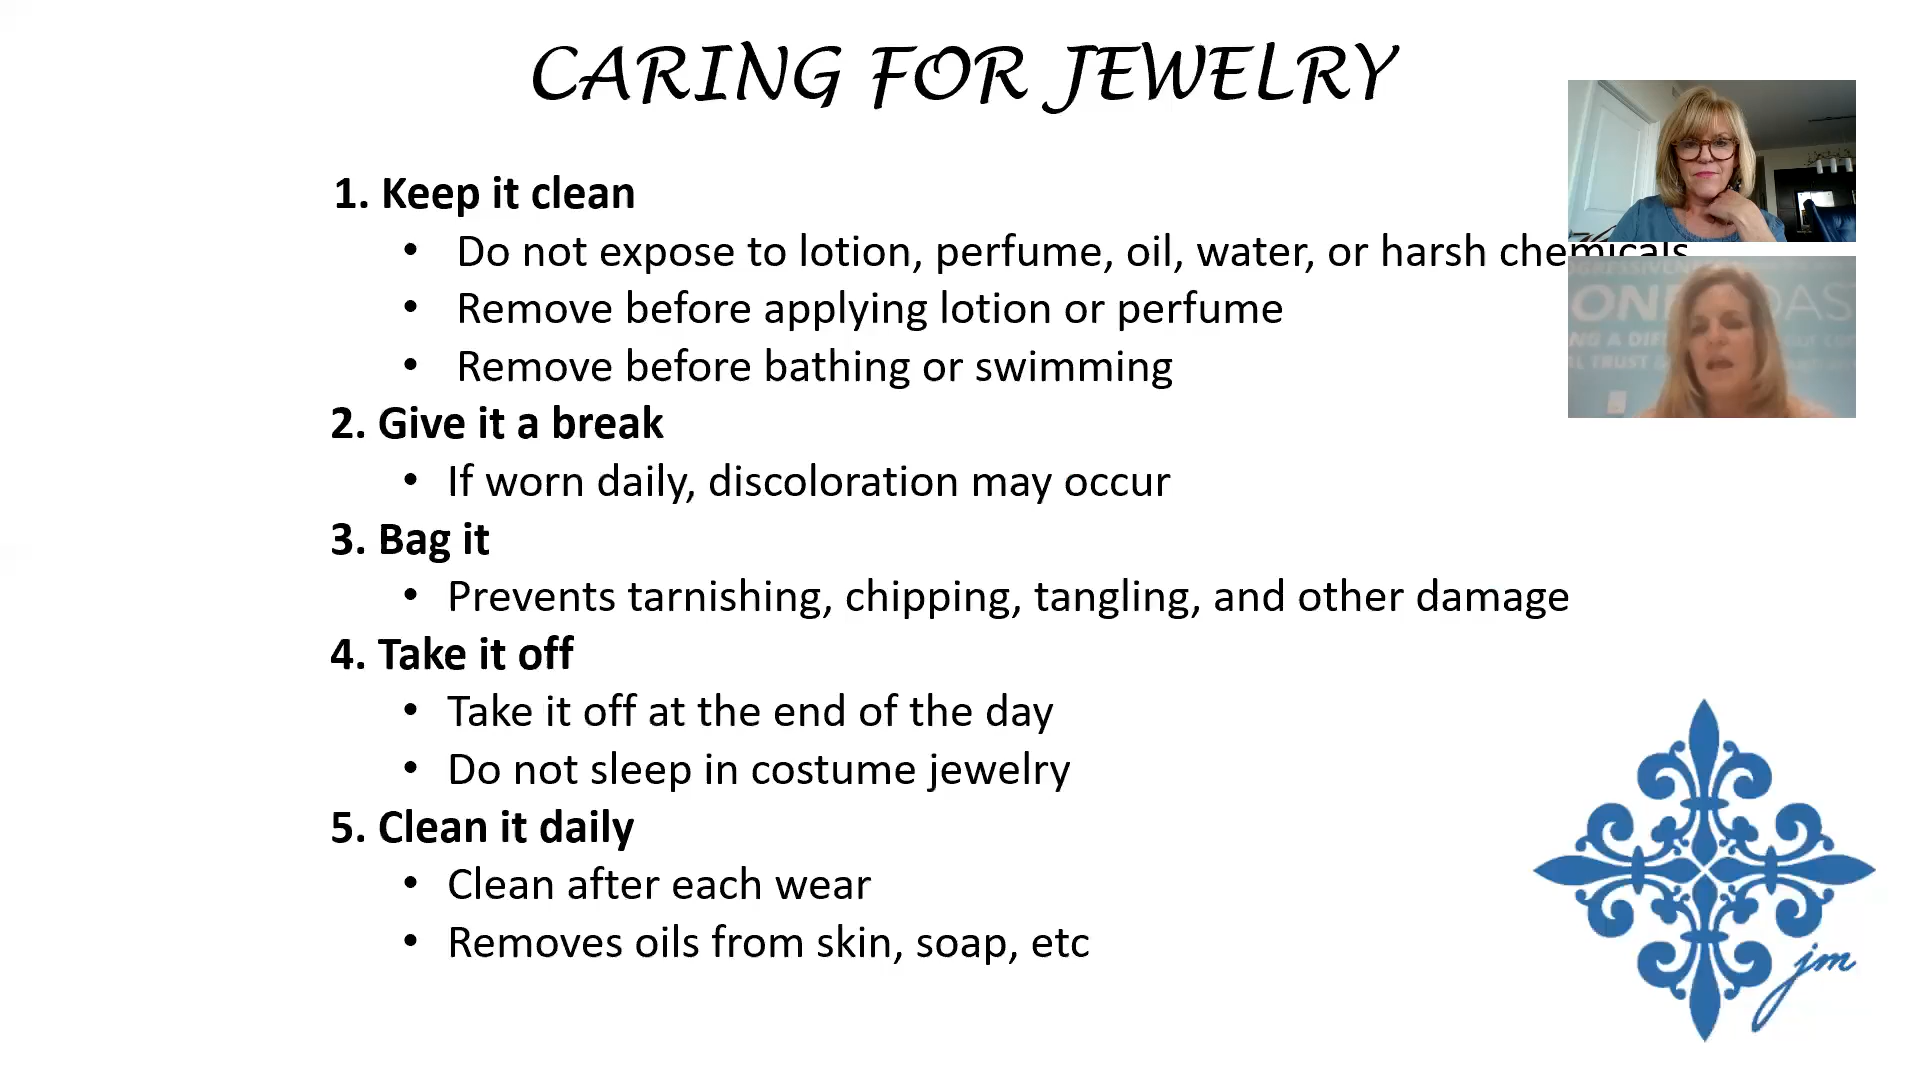 CARING FOR JEWELRY
1. Keep it clean
• Do not expose to lotion, perfume, oil, water, or harsh chemicals
• Remove before applying lotion or perfume
• Remove before bathing or swimming
2. Give it a break
• If worn daily, discoloration may occur
3. Bag it
• Prevents tarnishing, chipping, tangling, and other damage
4. Take it off
• Take it off at the end of the day
• Do not sleep in costume jewelry
5. Clean it daily
• Clean after each wear
• Removes oils from skin, soap, etc
ON
NG A DIF
TRUST
jm